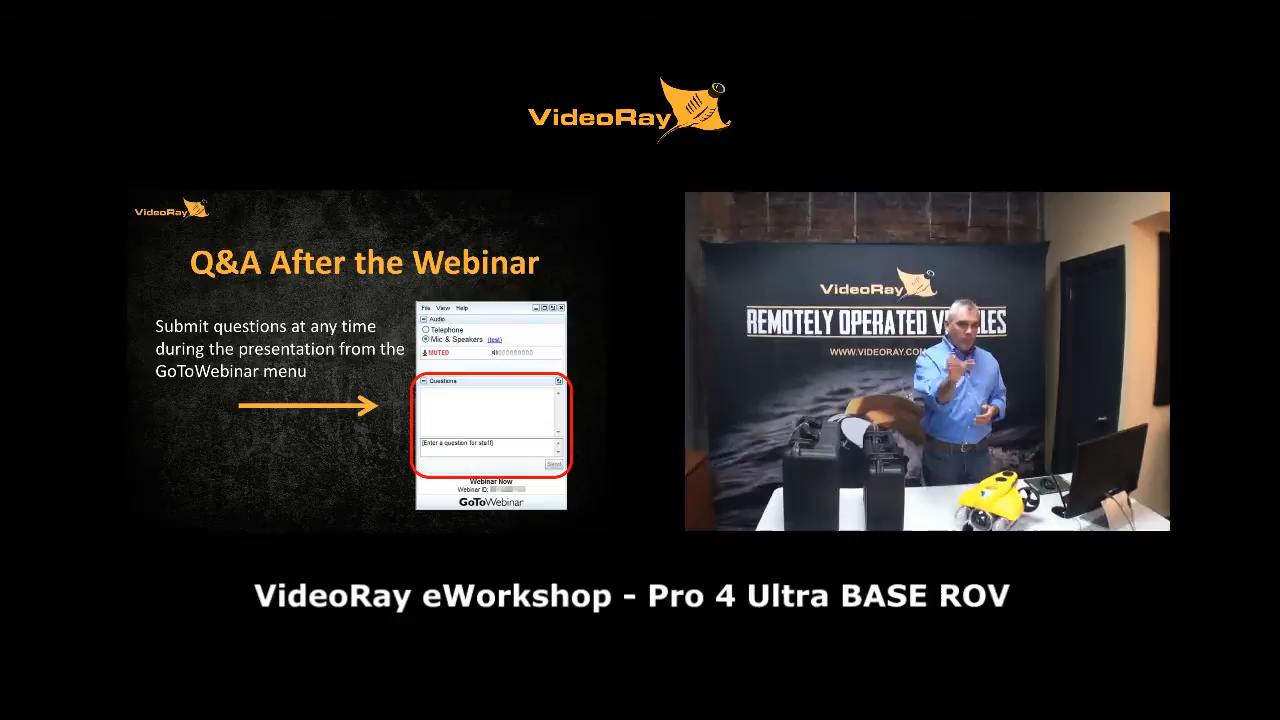 VideoRay
VideoRay
Q&A After the Webinar
Submit questions at any time
during the presentation from the
GoToWebinar menu
File View Help
Audio
Telephone
Mic & Speakers (test)
MUTED
Questions
[Enter a question for staff]
Send
Webinar Now
Webinar ID:
GoToWebinar
VideoRay
REMOTELY OPERATED V LES
WWW.VIDEORAY.COM
VideoRay eWorkshop - Pro 4 Ultra BASE ROV